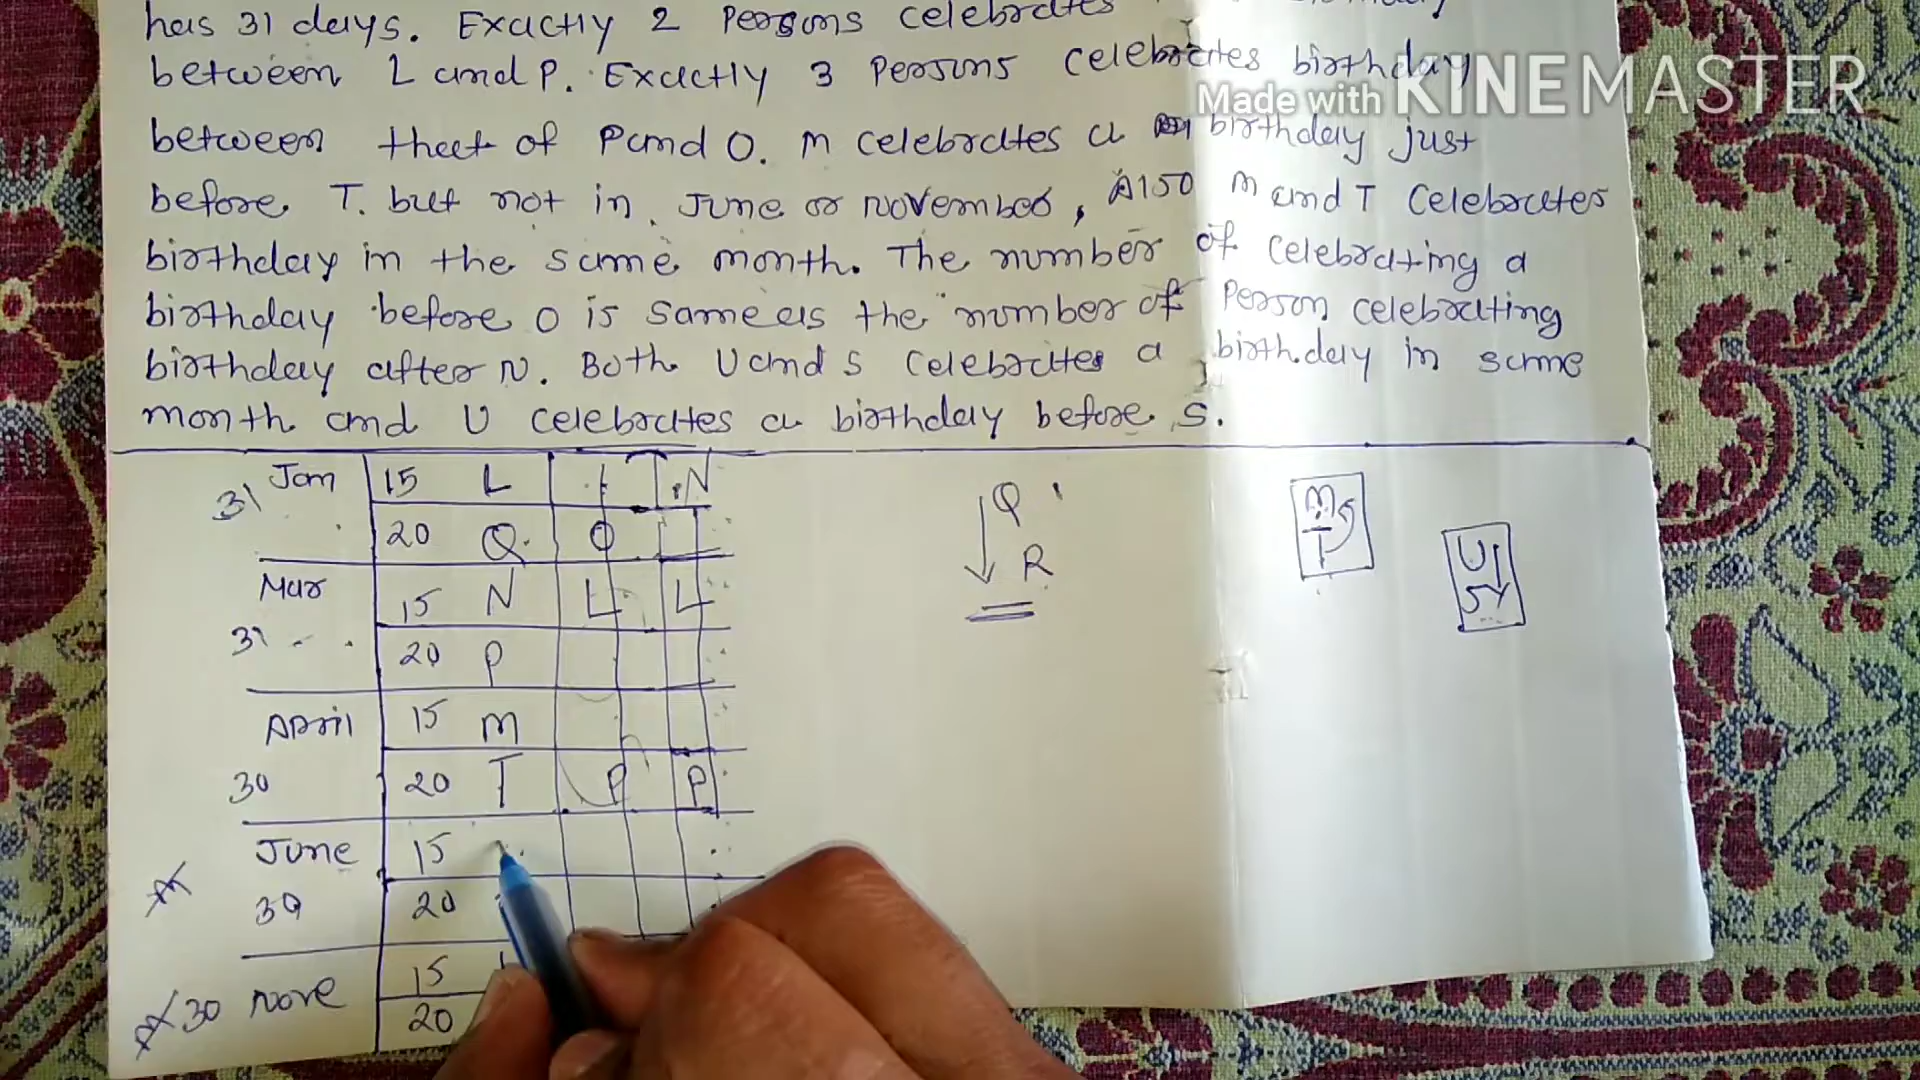 has 31 days. Exactly 2 Persons celebrates
between L and P. Exactly 3 Persons celebrates birthday
Made with KINEMASTER
between that of P and O. M celebrates a birthday just
before T. but not in June or November, Also M and T Celebrates
birthday in the same month. The number of celebrating a
birthday before O is same as the number of Person celebrating
birthday after N. Both U and S celebrates a birthday in same
month and U celebrates a birthday before S.
Jan 31 15 L N
20 Q O
Mar 31 15 N L L
20 P
April 30 15 M
20 T P P
June 30 15
20
Nove 30 15
20
Q
R
M
T
U
S